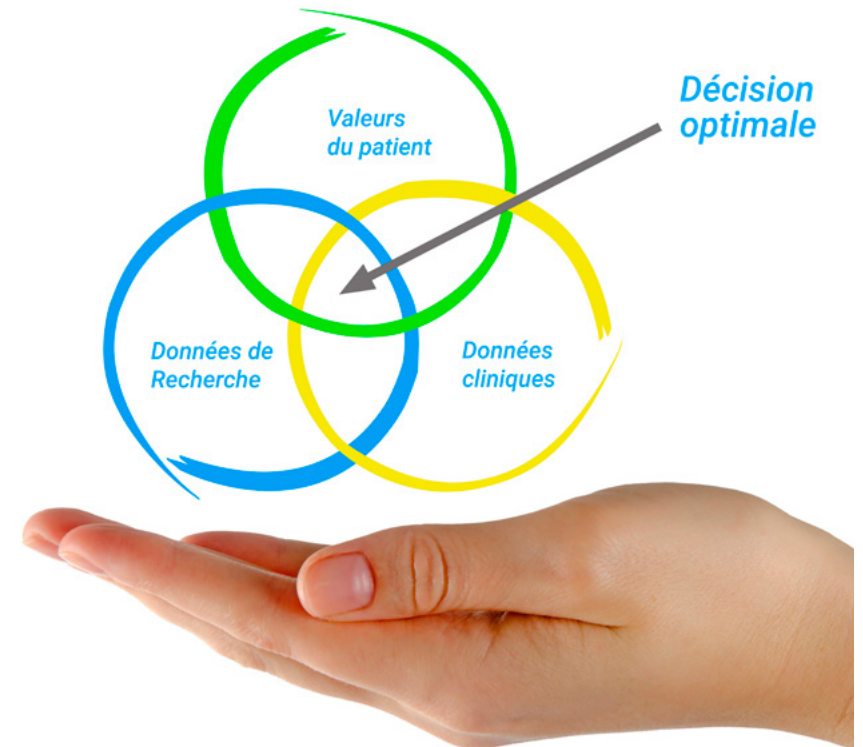 Décision
optimale
Valeurs
du patient
Données de
Recherche
Données
cliniques